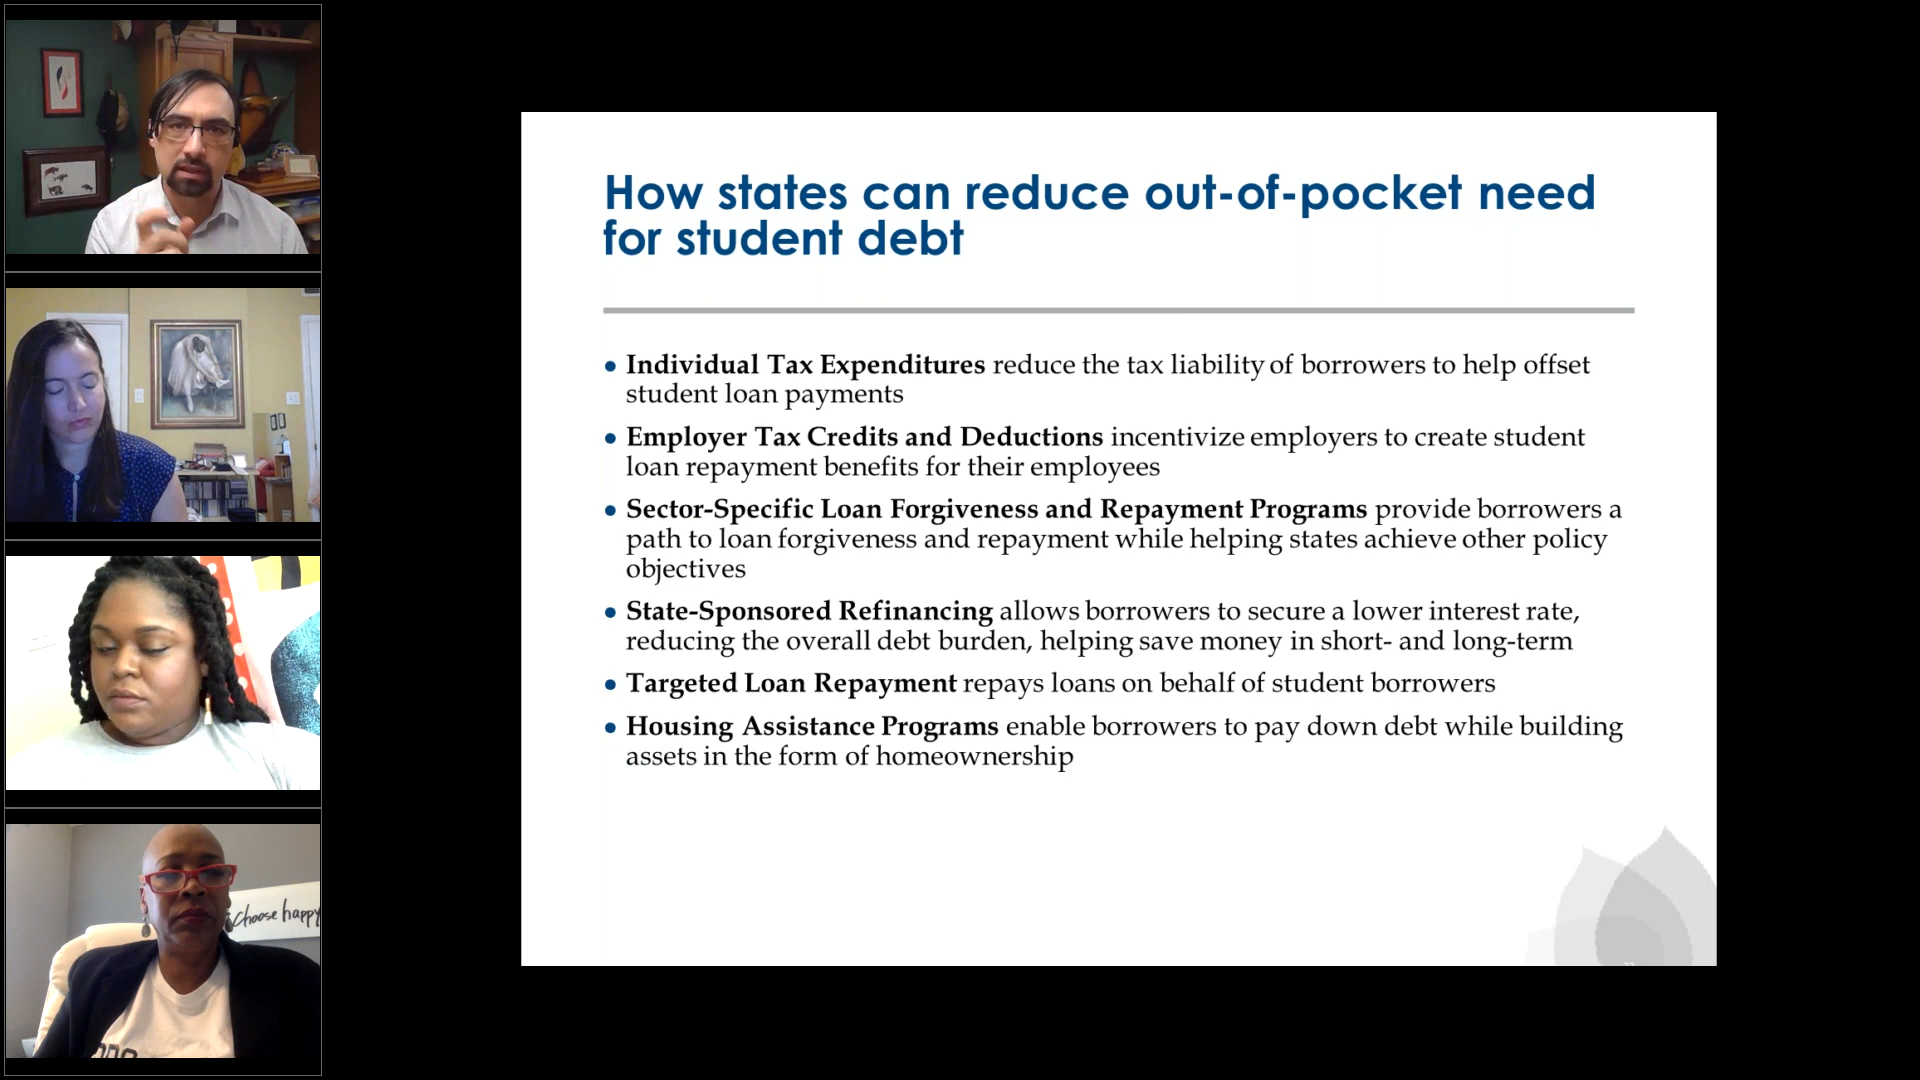 How states can reduce out-of-pocket need
for student debt
• Individual Tax Expenditures reduce the tax liability of borrowers to help offset
student loan payments
• Employer Tax Credits and Deductions incentivize employers to create student
loan repayment benefits for their employees
• Sector-Specific Loan Forgiveness and Repayment Programs provide borrowers a
path to loan forgiveness and repayment while helping states achieve other policy
objectives
• State-Sponsored Refinancing allows borrowers to secure a lower interest rate,
reducing the overall debt burden, helping save money in short- and long-term
• Targeted Loan Repayment repays loans on behalf of student borrowers
• Housing Assistance Programs enable borrowers to pay down debt while building
assets in the form of homeownership
choose happy